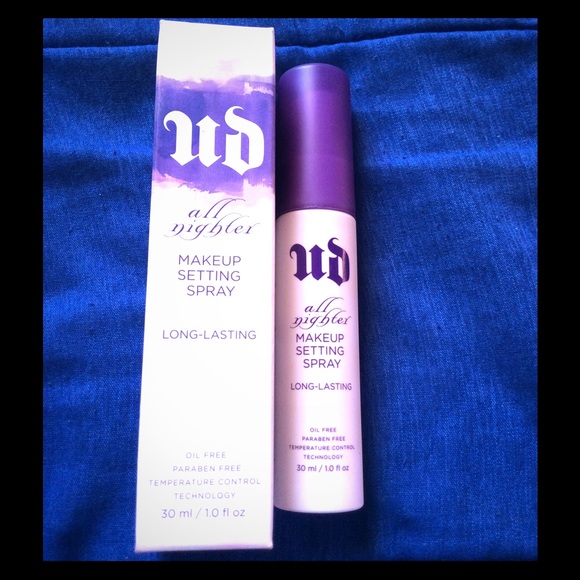 ud
all
nighter
MAKEUP
SETTING
SPRAY
LONG-LASTING
OIL FREE
PARABEN FREE
TEMPERATURE CONTROL
TECHNOLOGY
30 ml / 1.0 fl oz
ud
all
nighter
MAKEUP
SETTING
SPRAY
LONG-LASTING
OIL FREE
PARABEN FREE
TEMPERATURE CONTROL
TECHNOLOGY
30 ml / 1.0 fl oz